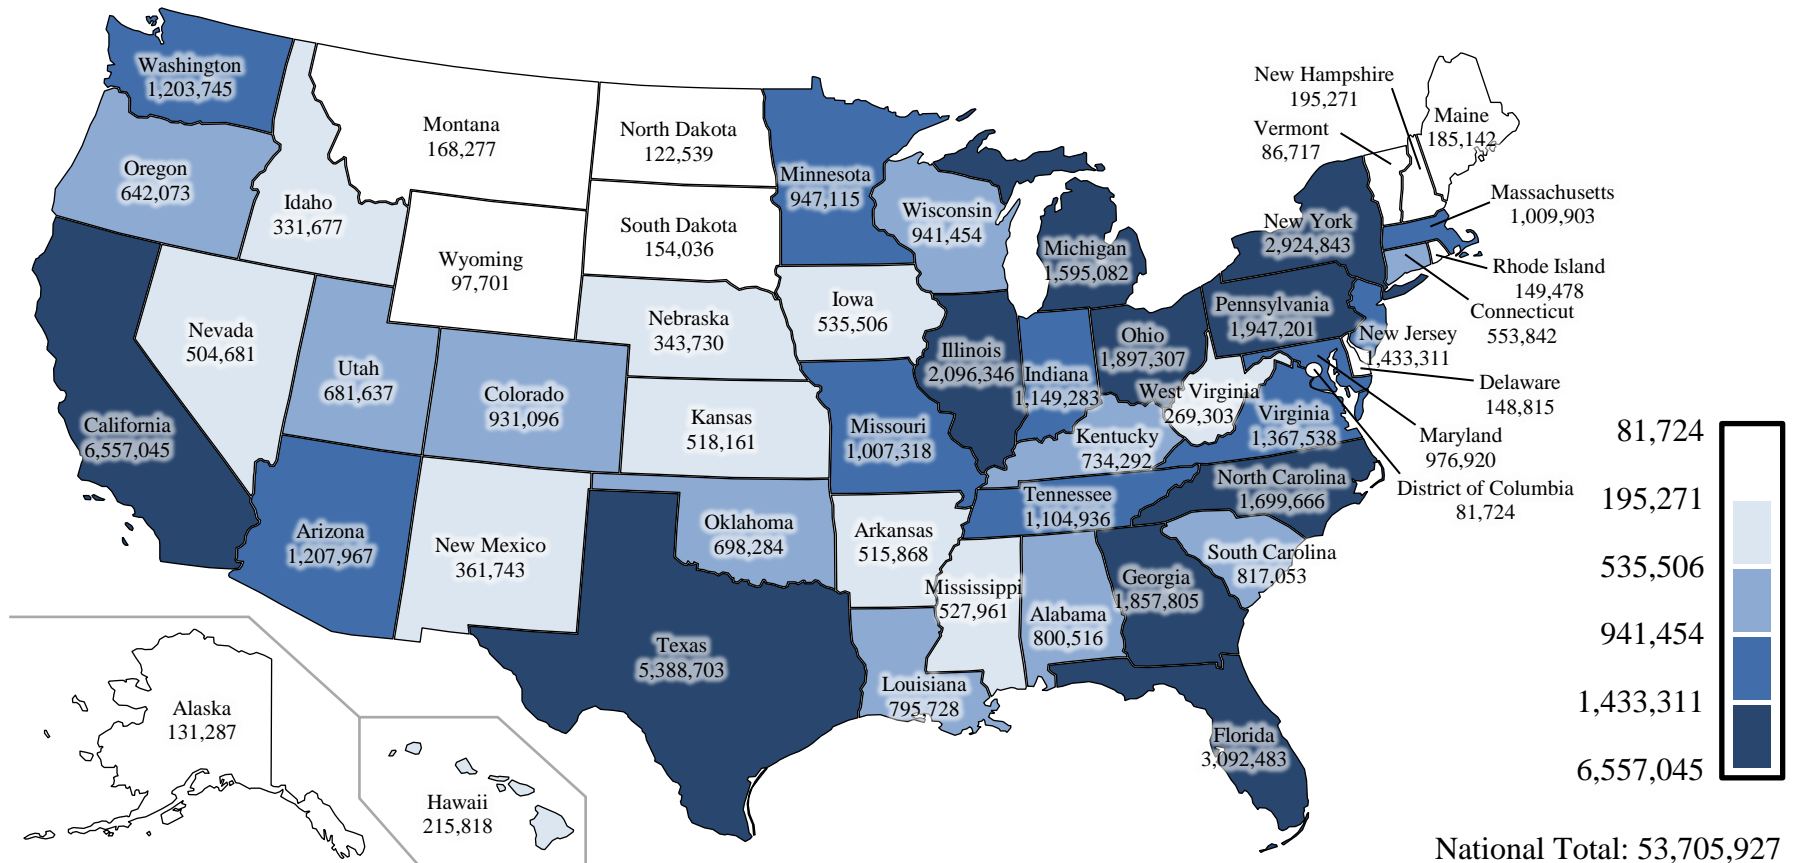 Washington
1,203,745
Oregon
642,073
California
6,557,045
Idaho
331,677
Nevada
504,681
Utah
681,637
Arizona
1,207,967
Montana
168,277
Wyoming
97,701
Colorado
931,096
New Mexico
361,743
North Dakota
122,539
South Dakota
154,036
Nebraska
343,730
Kansas
518,161
Oklahoma
698,284
Texas
5,388,703
Minnesota
947,115
Iowa
535,506
Missouri
1,007,318
Arkansas
515,868
Louisiana
795,728
Wisconsin
941,454
Illinois
2,096,346
Michigan
1,595,082
Indiana
1,149,283
Ohio
1,897,307
Kentucky
734,292
Tennessee
1,104,936
Mississippi
527,961
Alabama
800,516
Georgia
1,857,805
Florida
3,092,483
South Carolina
817,053
North Carolina
1,699,666
Virginia
1,367,538
West Virginia
269,303
Pennsylvania
1,947,201
New York
2,924,843
New Hampshire
195,271
Vermont
86,717
Maine
185,142
Massachusetts
1,009,903
Rhode Island
149,478
Connecticut
553,842
New Jersey
1,433,311
Delaware
148,815
Maryland
976,920
District of Columbia
81,724
Alaska
131,287
Hawaii
215,818
81,724
195,271
535,506
941,454
1,433,311
6,557,045
National Total: 53,705,927